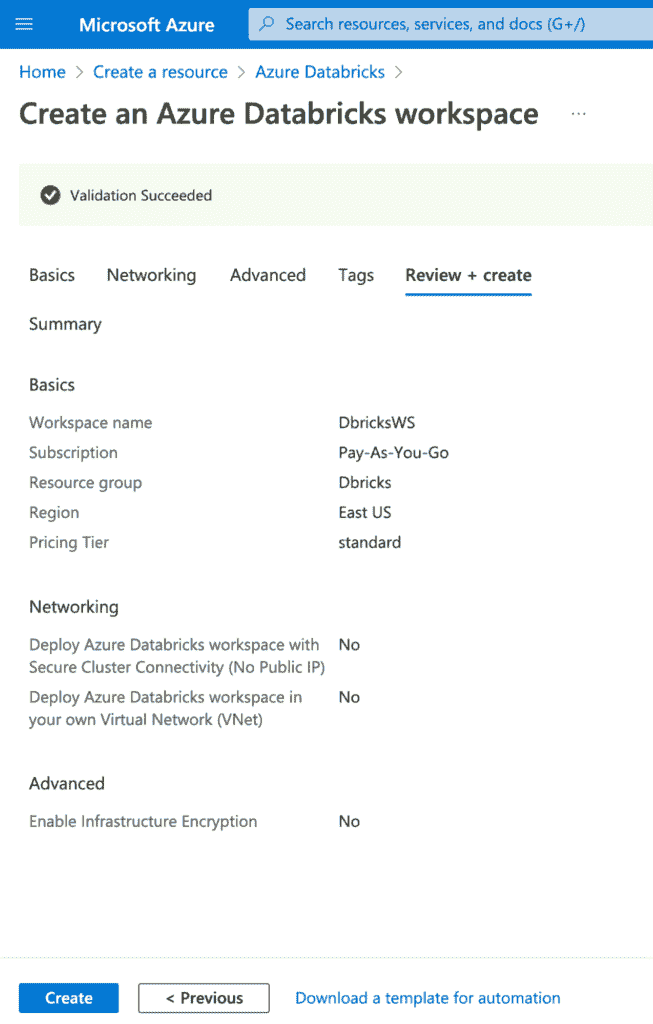 Microsoft Azure
Search resources, services, and docs (G+/)
Home > Create a resource > Azure Databricks >
Create an Azure Databricks workspace ...
Validation Succeeded
Basics Networking Advanced Tags Review + create
Summary
Basics
Workspace name DbricksWS
Subscription Pay-As-You-Go
Resource group Dbricks
Region East US
Pricing Tier standard
Networking
Deploy Azure Databricks workspace with No
Secure Cluster Connectivity (No Public IP)
Deploy Azure Databricks workspace in No
your own Virtual Network (VNet)
Advanced
Enable Infrastructure Encryption No
Create < Previous Download a template for automation